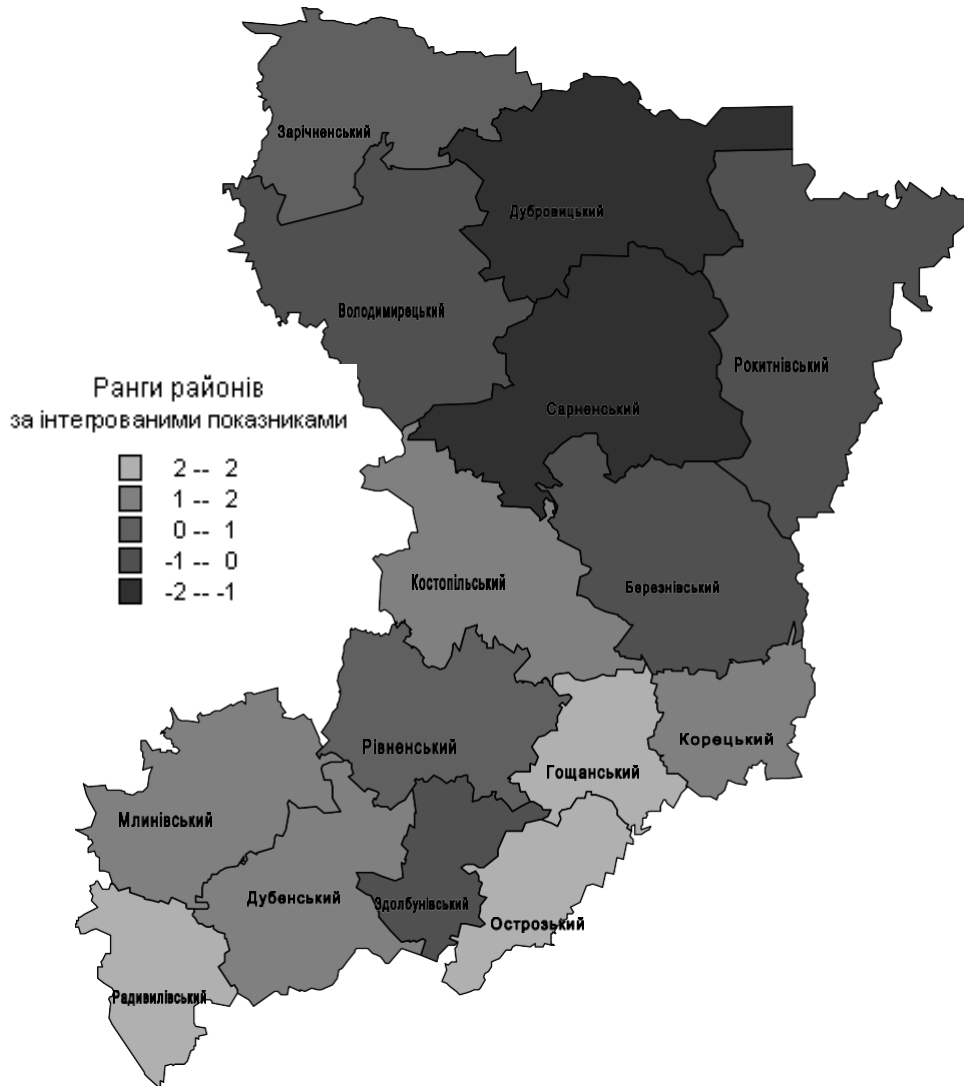 Зарічненський
Дубровицький
Володимирецький
Рокитнівський
Ранги районів
за інтегрованими показниками
Сарненський
2 -- 2
1 -- 2
0 -- 1
-1 -- 0
-2 -- -1
Костопільський
Березнівський
Рівненський
Корецький
Гощанський
Млинівський
Дубенський
Здолбунівський
Острозький
Радивилівський